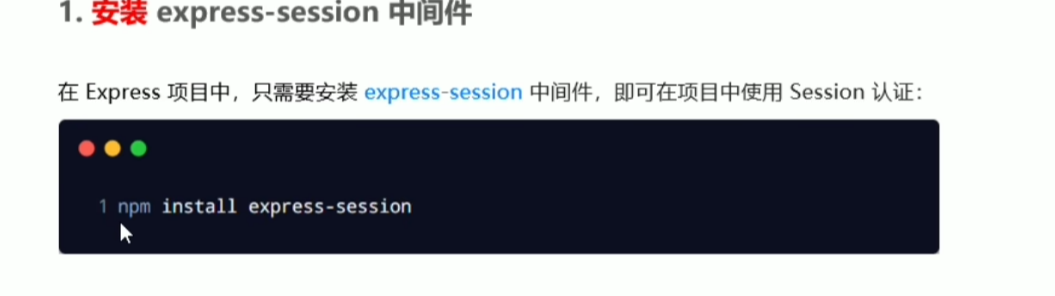 1. 安装 express-session 中间件
在 Express 项目中，只需要安装 express-session 中间件，即可在项目中使用 Session 认证：
1 npm install express-session